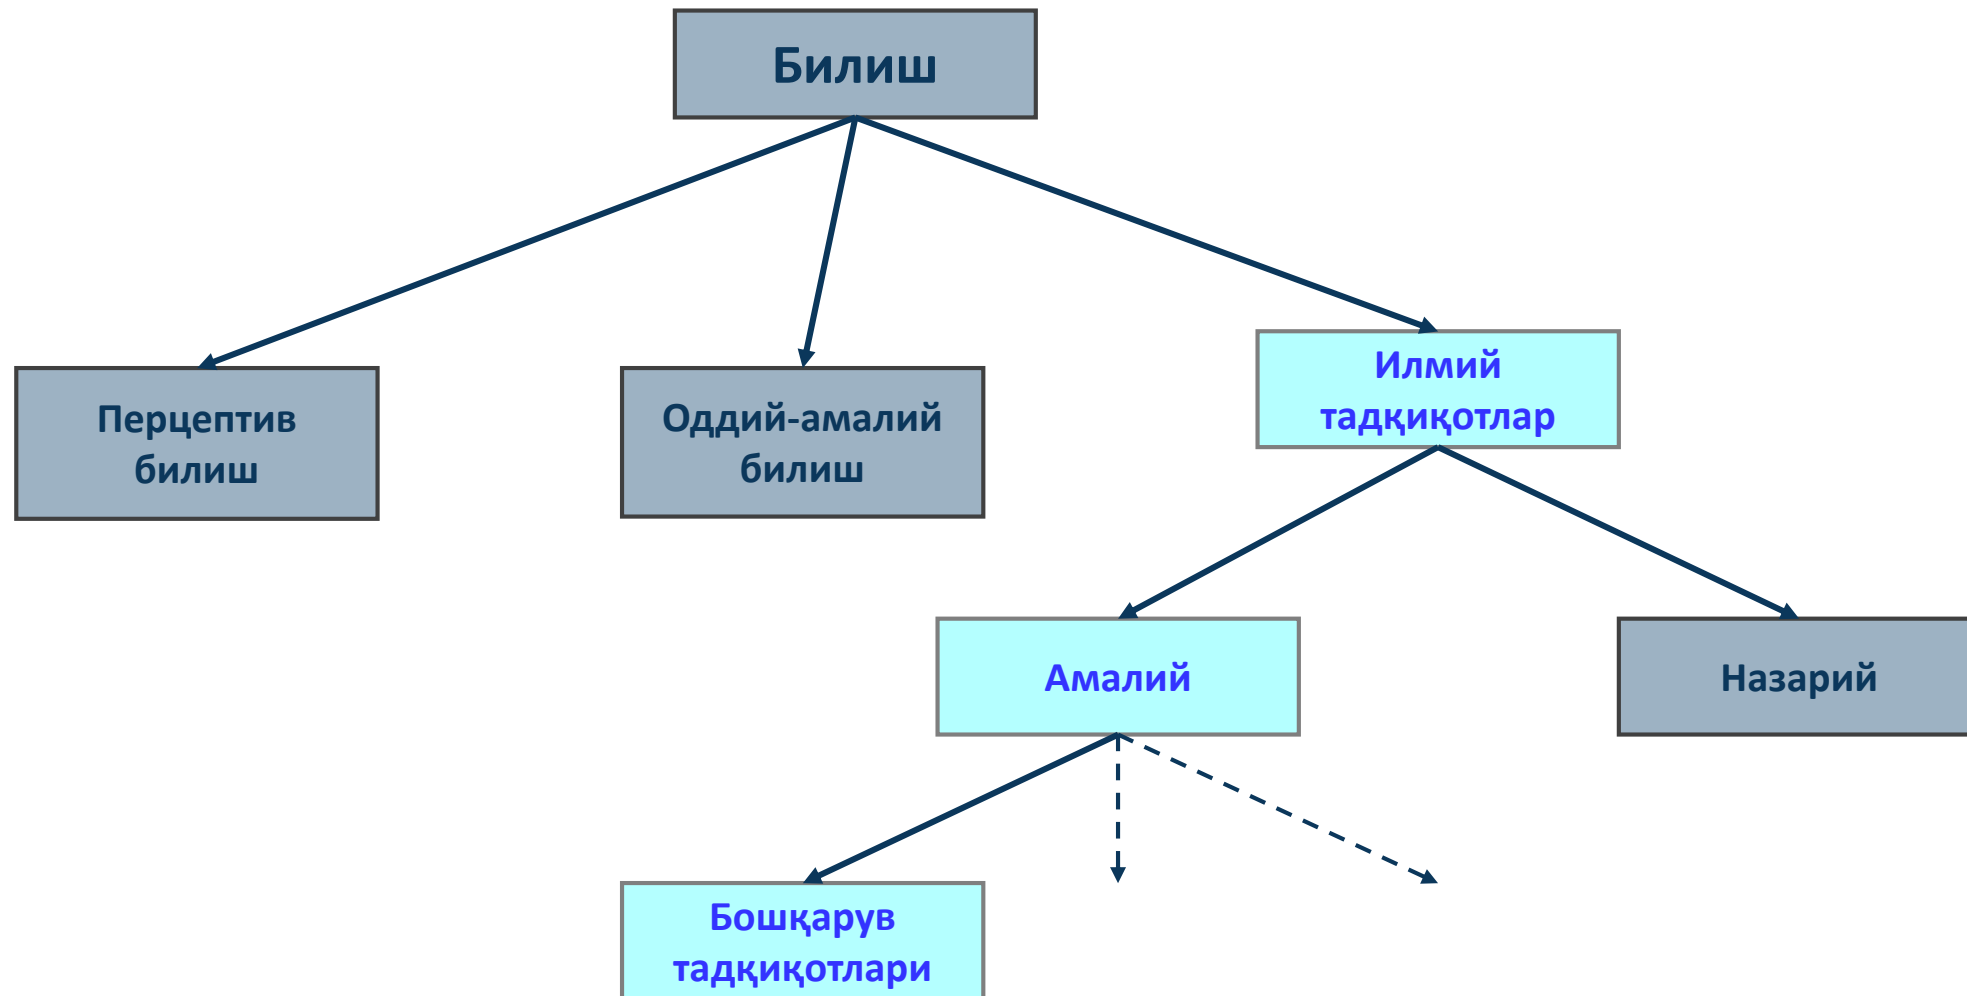 Билиш
Перцептив
билиш
Оддий-амалий
билиш
Илмий
тадқиқотлар
Амалий
Назарий
Бошқарув
тадқиқотлари